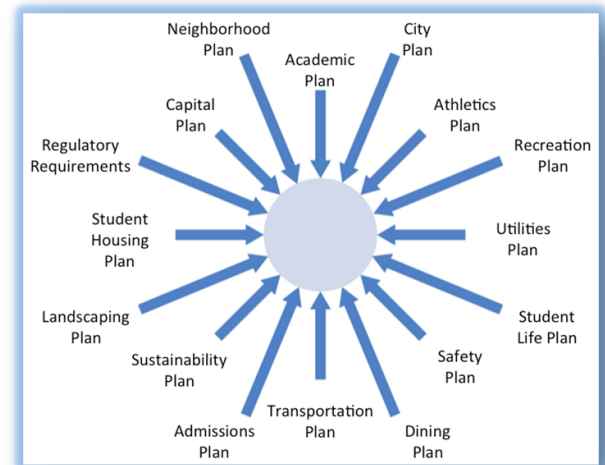 Neighborhood
Plan
City
Plan
Academic
Plan
Capital
Plan
Athletics
Plan
Regulatory
Requirements
Recreation
Plan
Student
Housing
Plan
Utilities
Plan
Landscaping
Plan
Student
Life Plan
Sustainability
Plan
Safety
Plan
Admissions
Plan
Transportation
Plan
Dining
Plan